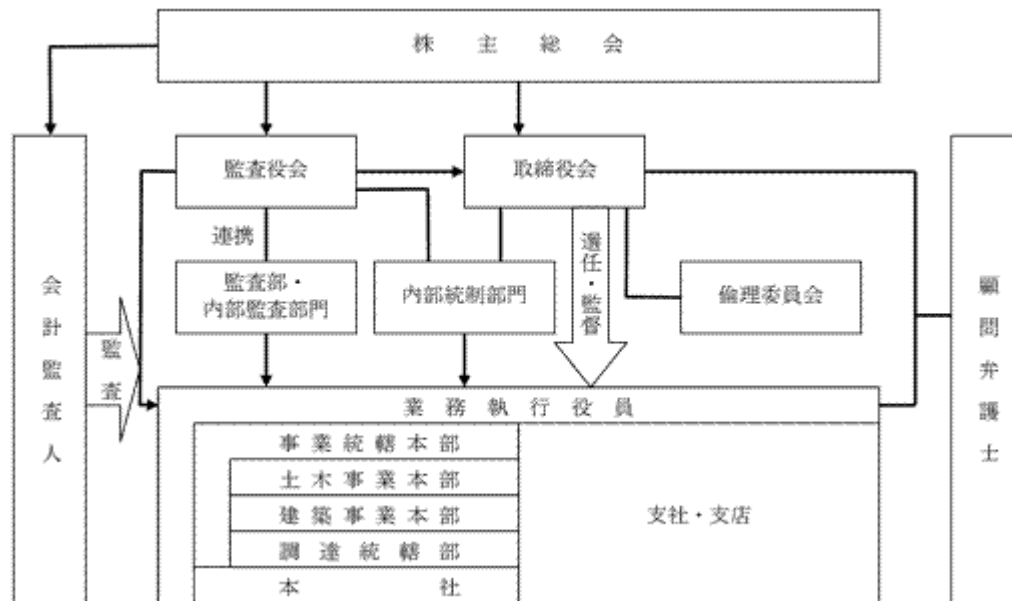 株主総会
監査役会
取締役会
連携
選任・監督
監査部・
内部監査部門
内部統制部門
倫理委員会
会計監査人
監査
顧問弁護士
業務執行役員
事業統轄本部
土木事業本部
建築事業本部
調達統轄部
本社
支社・支店